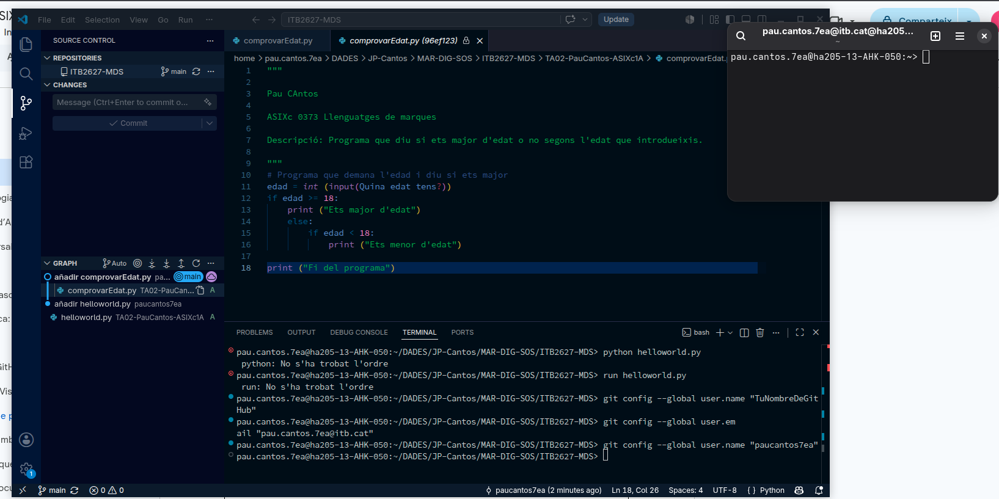 File Edit Selection View Go Run ··· ITB2627-MDS Update
Comparteix
SOURCE CONTROL ···
REPOSITORIES
ITB2627-MDS main ···
CHANGES
Message (Ctrl+Enter to commit o...
Commit
GRAPH Auto ···
añadir comprovarEdat.py pa... main
comprovarEdat.py TA02-PauCan... A
añadir helloworld.py paucantos7ea
helloworld.py TA02-PauCantos-ASIXc1A A
1
main 0 0
comprovarEdat.py comprovarEdat.py (96ef123)
home > pau.cantos.7ea > DADES > JP-Cantos > MAR-DIG-SOS > ITB2627-MDS > TA02-PauCantos-ASIXc1A > comprovarEdat.
1 """
2
3 Pau CAntos
4
5 ASIXc 0373 Llenguatges de marques
6
7 Descripció: Programa que diu si ets major d'edat o no segons l'edat que introdueixis.
8
9 """
10 # Programa que demana l'edad i diu si ets major
11 edad = int (input(Quina edat tens?))
12 if edad >= 18:
13 print ("Ets major d'edat")
14 else:
15 if edad < 18:
16 print ("Ets menor d'edat")
17
18 print ("Fi del programa")
PROBLEMS OUTPUT DEBUG CONSOLE TERMINAL PORTS bash ···
pau.cantos.7ea@ha205-13-AHK-050:~/DADES/JP-Cantos/MAR-DIG-SOS/ITB2627-MDS> python helloworld.py
python: No s'ha trobat l'ordre
pau.cantos.7ea@ha205-13-AHK-050:~/DADES/JP-Cantos/MAR-DIG-SOS/ITB2627-MDS> run helloworld.py
run: No s'ha trobat l'ordre
pau.cantos.7ea@ha205-13-AHK-050:~/DADES/JP-Cantos/MAR-DIG-SOS/ITB2627-MDS> git config --global user.name "TuNombreDeGit
Hub"
pau.cantos.7ea@ha205-13-AHK-050:~/DADES/JP-Cantos/MAR-DIG-SOS/ITB2627-MDS> git config --global user.em
ail "pau.cantos.7ea@itb.cat"
pau.cantos.7ea@ha205-13-AHK-050:~/DADES/JP-Cantos/MAR-DIG-SOS/ITB2627-MDS> git config --global user.name "paucantos7ea"
pau.cantos.7ea@ha205-13-AHK-050:~/DADES/JP-Cantos/MAR-DIG-SOS/ITB2627-MDS>
paucantos7ea (2 minutes ago) Ln 18, Col 26 Spaces: 4 UTF-8 { } Python
pau.cantos.7ea@itb.cat@ha205...
~
pau.cantos.7ea@ha205-13-AHK-050:~>